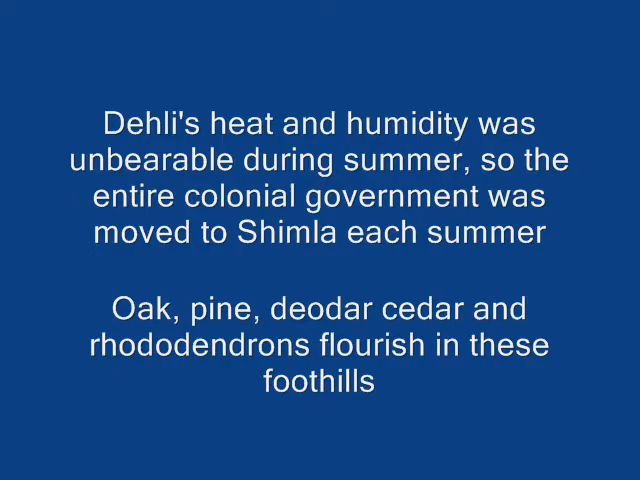 Dehli's heat and humidity was
unbearable during summer, so the
entire colonial government was
moved to Shimla each summer
Oak, pine, deodar cedar and
rhododendrons flourish in these
foothills